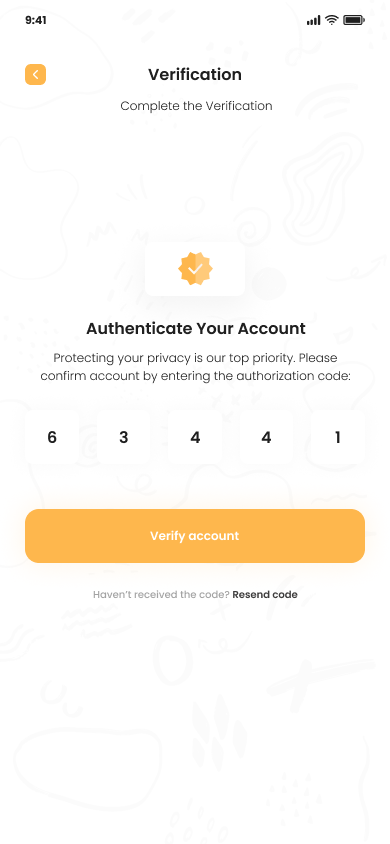 9:41
Verification
Complete the Verification
Authenticate Your Account
Protecting your privacy is our top priority. Please
confirm account by entering the authorization code:
6 3 4 4 1
Verify account
Haven't received the code? Resend code